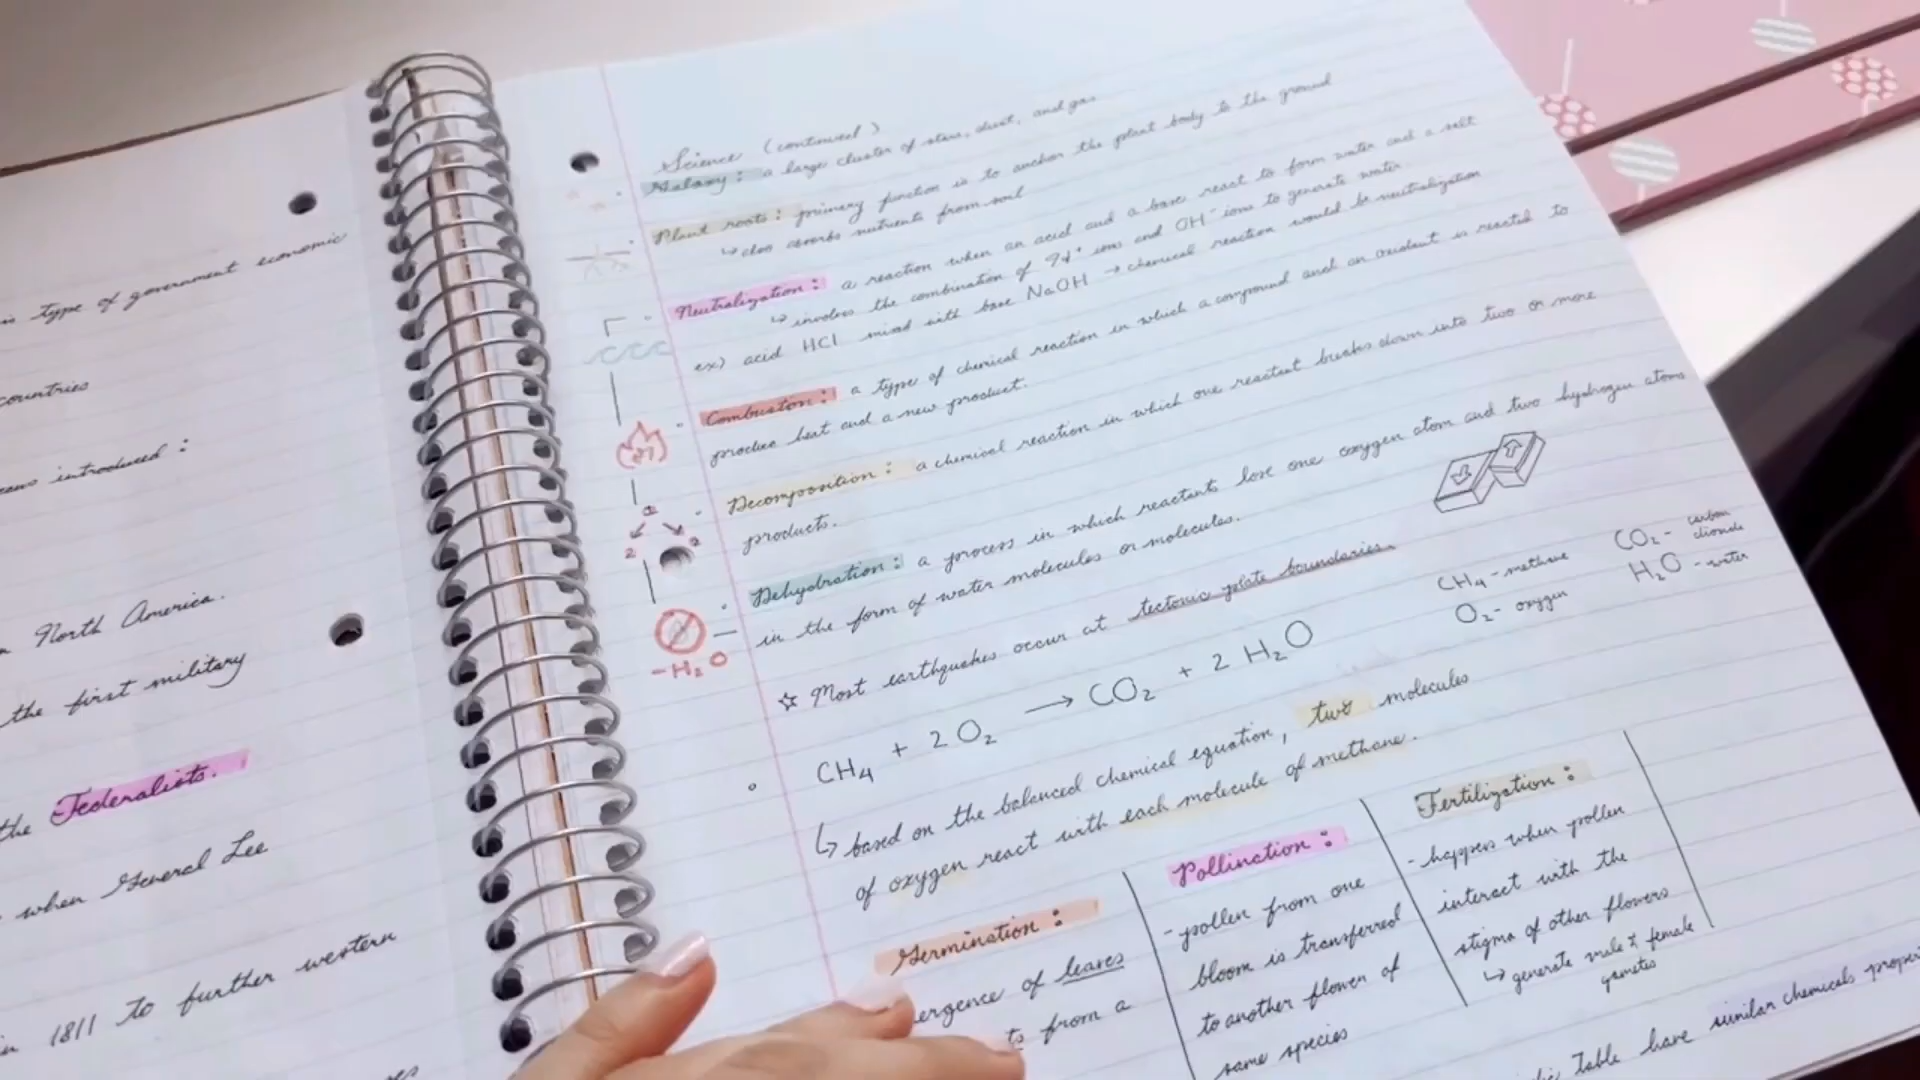 is type of government economic
countries
introduced :
North America.
the first military
the Federalists.
when General Lee
in 1811 to further western
Science (continued)
Galaxy: a large cluster of stars, dust, and gas
Plant roots: primary function is to anchor the plant body to the ground
↳ also absorbs nutrients from soil
Neutralization: a reaction when an acid and a base react to form water and a salt
↳ involves the combination of H⁺ ions and OH⁻ ions to generate water.
ex) acid HCl mixed with base NaOH → chemical reaction would be neutralization
Combustion: a type of chemical reaction in which a compound and an oxidant is reacted to
produce heat and a new product.
Decomposition: a chemical reaction in which one reactant breaks down into two or more
products.
2 2
Dehydration: a process in which reactants lose one oxygen atom and two hydrogen atoms
in the form of water molecules or molecules.
-H₂O
☆ Most earthquakes occur at tectonic plate boundaries.
CH₄ - methane
O₂ - oxygen
CO₂ - carbon dioxide
H₂O - water
CH₄ + 2 O₂ → CO₂ + 2 H₂O
↳ based on the balanced chemical equation, two molecules
of oxygen react with each molecule of methane.
Germination:
ergence of leaves
ts from a
Pollination:
- pollen from one
bloom is transferred
to another flower of
same species
Fertilization:
- happens when pollen
interact with the
stigma of other flowers
↳ generate male & female
gametes
Table have similar chemicals proper